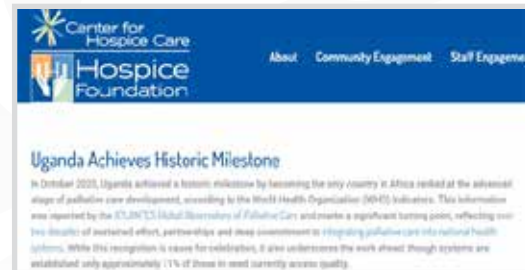 Center for
Hospice Care
Hospice
Foundation
About Community Engagement Staff Engageme
Uganda Achieves Historic Milestone
In October 2025, Uganda achieved a historic milestone by becoming the only country in Africa ranked at the advanced
stage of palliative care development, according to the World Health Organization (WHO) indicators. This information
was reported by the ATLANTES Global Observatory of Palliative Care and marks a significant turning point, reflecting over
two decades of sustained effort, partnerships and deep commitment to integrating palliative care into national health
systems. While this recognition is cause for celebration, it also underscores the work ahead though systems are
established only approximately 11% of those in need currently access quality